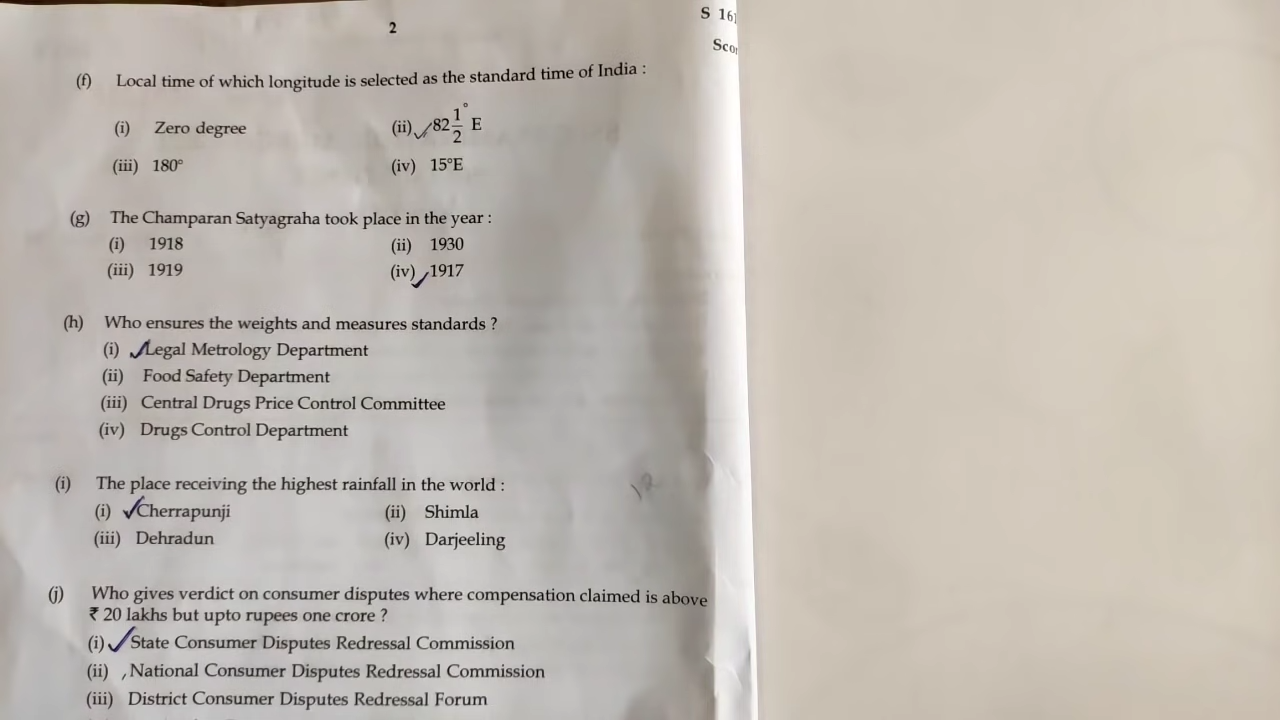 2
S 161
Scor
(f) Local time of which longitude is selected as the standard time of India :
(i) Zero degree (ii) ✓82 1/2° E
(iii) 180° (iv) 15°E
(g) The Champaran Satyagraha took place in the year :
(i) 1918 (ii) 1930
(iii) 1919 (iv) ✓1917
(h) Who ensures the weights and measures standards ?
(i) ✓Legal Metrology Department
(ii) Food Safety Department
(iii) Central Drugs Price Control Committee
(iv) Drugs Control Department
(i) The place receiving the highest rainfall in the world :
(i) ✓Cherrapunji (ii) Shimla
(iii) Dehradun (iv) Darjeeling
(j) Who gives verdict on consumer disputes where compensation claimed is above
₹ 20 lakhs but upto rupees one crore ?
(i) ✓State Consumer Disputes Redressal Commission
(ii) National Consumer Disputes Redressal Commission
(iii) District Consumer Disputes Redressal Forum